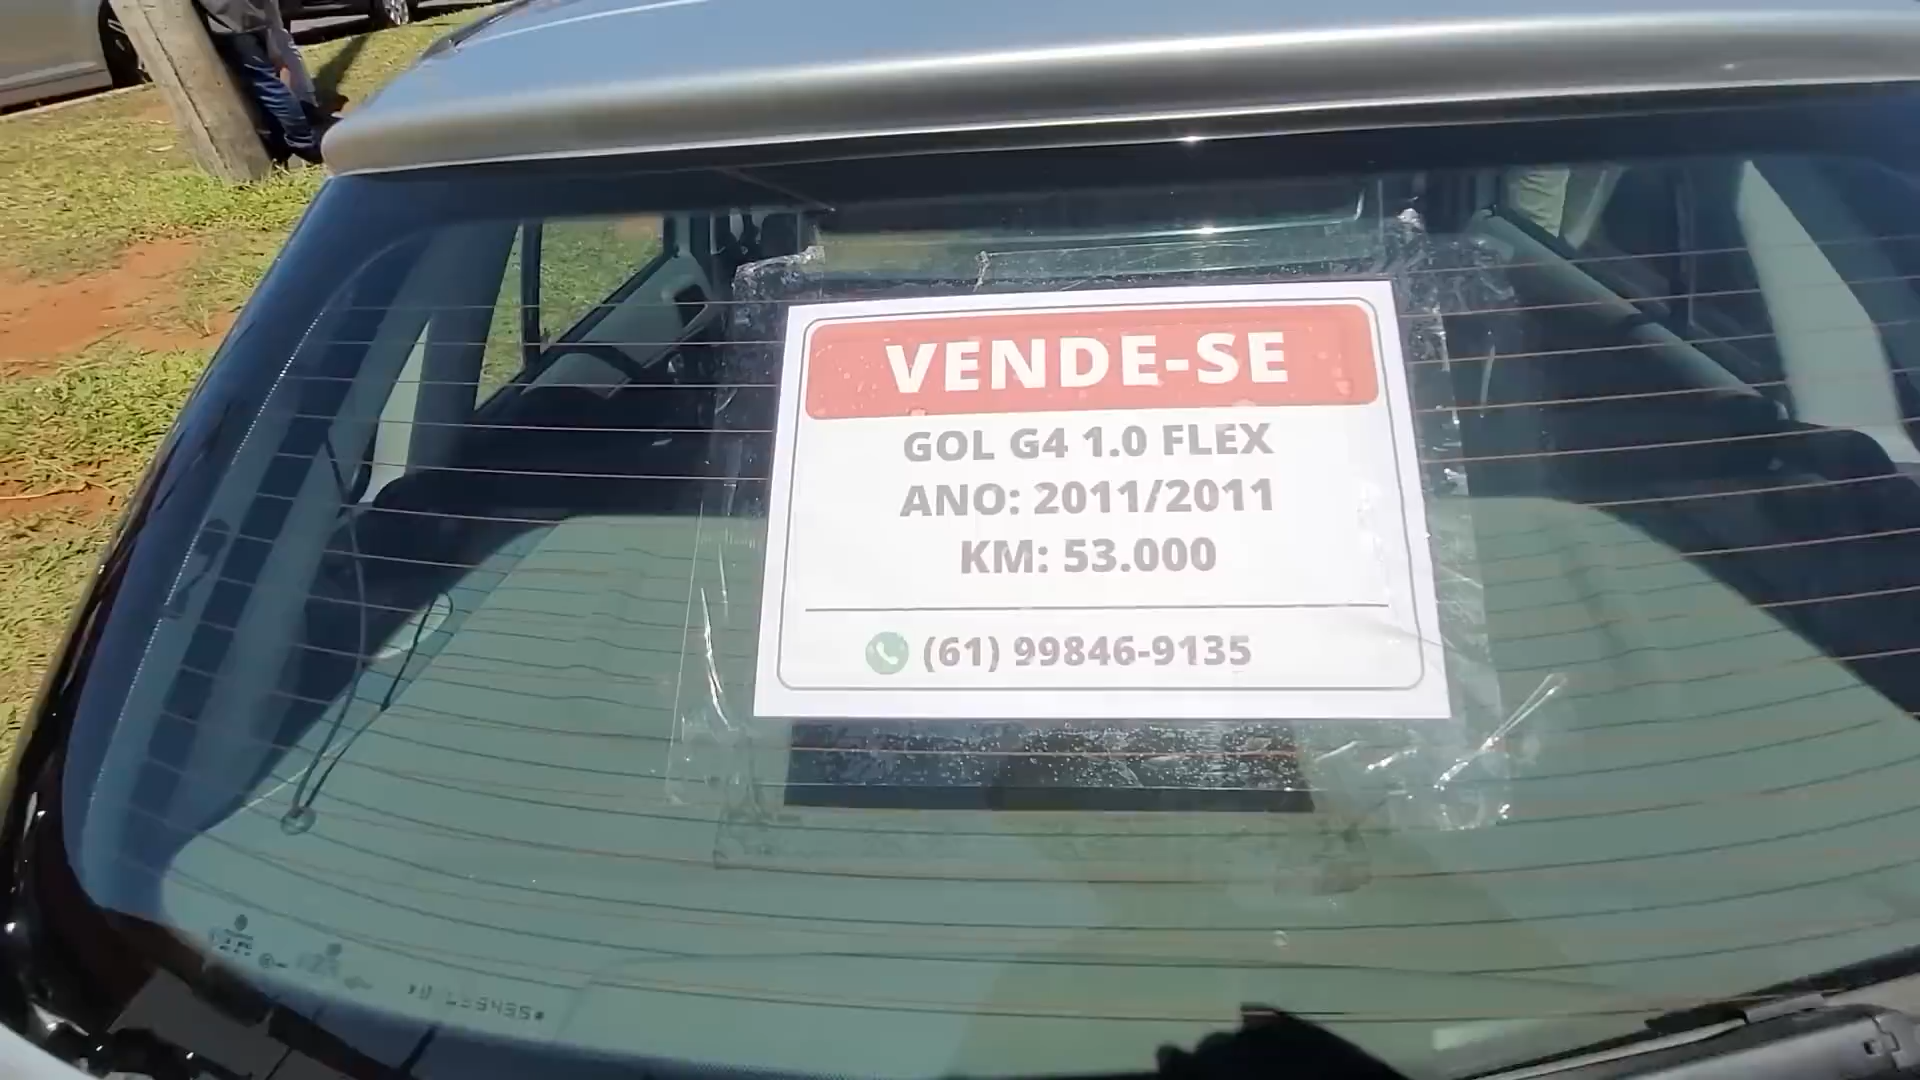 VENDE-SE
GOL G4 1.0 FLEX
ANO: 2011/2011
KM: 53.000
(61) 99846-9135